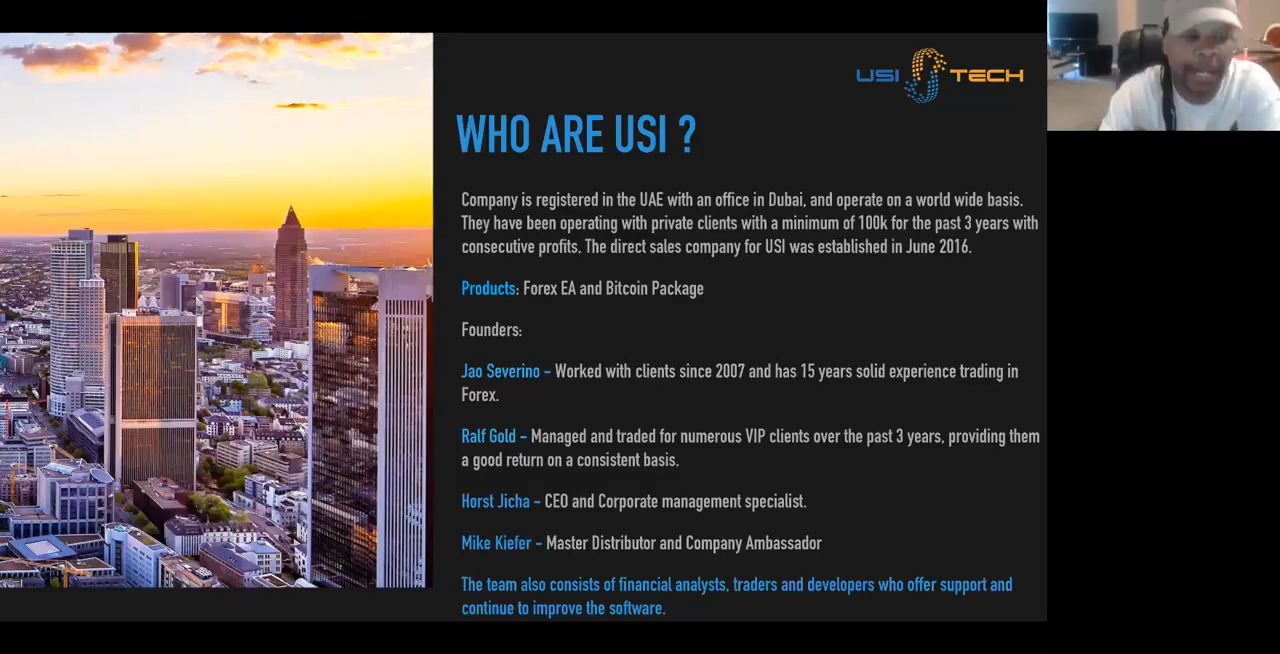 USI TECH
WHO ARE USI ?
Company is registered in the UAE with an office in Dubai, and operate on a world wide basis.
They have been operating with private clients with a minimum of 100k for the past 3 years with
consecutive profits. The direct sales company for USI was established in June 2016.
Products: Forex EA and Bitcoin Package
Founders:
Jao Severino - Worked with clients since 2007 and has 15 years solid experience trading in
Forex.
Ralf Gold - Managed and traded for numerous VIP clients over the past 3 years, providing them
a good return on a consistent basis.
Horst Jicha - CEO and Corporate management specialist.
Mike Kiefer - Master Distributor and Company Ambassador
The team also consists of financial analysts, traders and developers who offer support and
continue to improve the software.